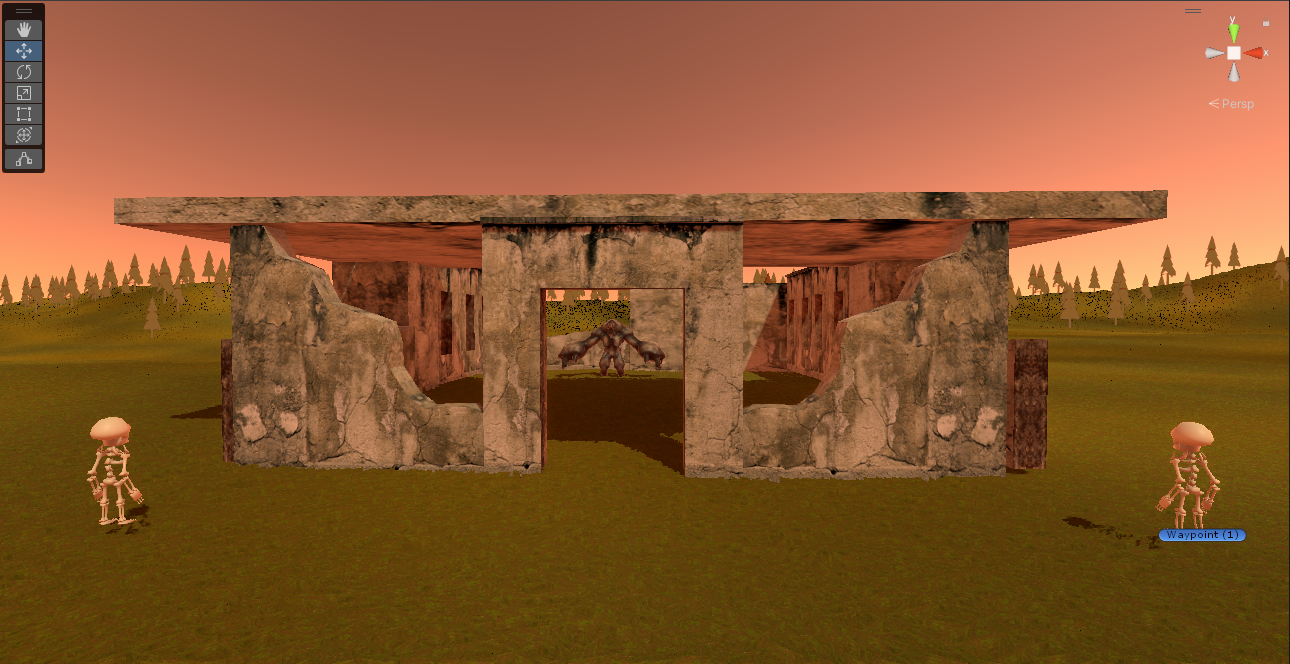 y
x
Persp
Waypoint (1)